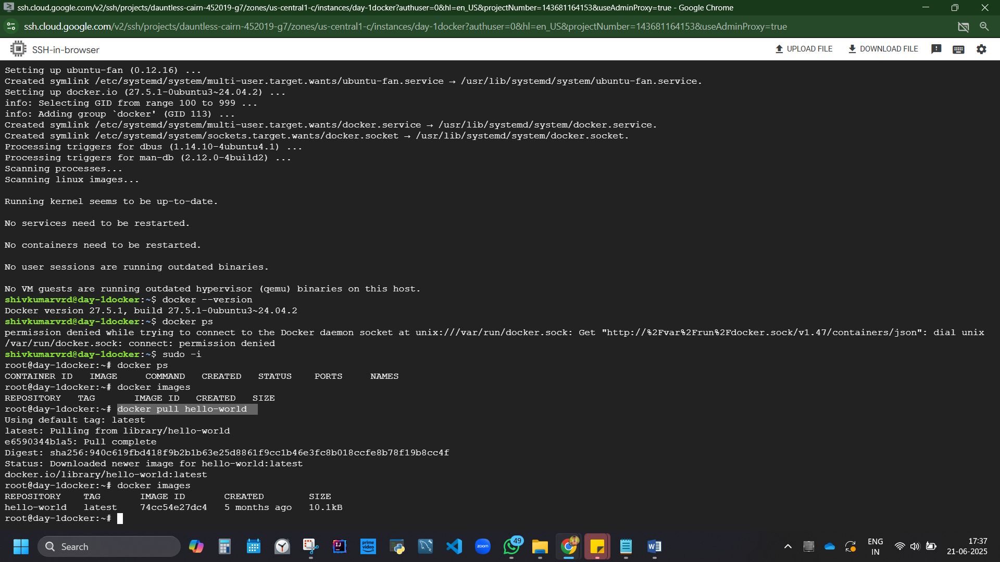 ssh.cloud.google.com/v2/ssh/projects/dauntless-cairn-452019-g7/zones/us-central1-c/instances/day-1docker?authuser=0&hl=en_US&projectNumber=143681164153&useAdminProxy=true - Google Chrome
ssh.cloud.google.com/v2/ssh/projects/dauntless-cairn-452019-g7/zones/us-central1-c/instances/day-1docker?authuser=0&hl=en_US&projectNumber=143681164153&useAdminProxy=true
SSH-in-browser
UPLOAD FILE
DOWNLOAD FILE
Setting up ubuntu-fan (0.12.16) ...
Created symlink /etc/systemd/system/multi-user.target.wants/ubuntu-fan.service → /usr/lib/systemd/system/ubuntu-fan.service.
Setting up docker.io (27.5.1-0ubuntu3~24.04.2) ...
info: Selecting GID from range 100 to 999 ...
info: Adding group `docker' (GID 113) ...
Created symlink /etc/systemd/system/multi-user.target.wants/docker.service → /usr/lib/systemd/system/docker.service.
Created symlink /etc/systemd/system/sockets.target.wants/docker.socket → /usr/lib/systemd/system/docker.socket.
Processing triggers for dbus (1.14.10-4ubuntu4.1) ...
Processing triggers for man-db (2.12.0-4build2) ...
Scanning processes...
Scanning linux images...
Running kernel seems to be up-to-date.
No services need to be restarted.
No containers need to be restarted.
No user sessions are running outdated binaries.
No VM guests are running outdated hypervisor (qemu) binaries on this host.
shivkumarvrd@day-1docker:~$ docker --version
Docker version 27.5.1, build 27.5.1-0ubuntu3~24.04.2
shivkumarvrd@day-1docker:~$ docker ps
permission denied while trying to connect to the Docker daemon socket at unix:///var/run/docker.sock: Get "http://%2Fvar%2Frun%2Fdocker.sock/v1.47/containers/json": dial unix
/var/run/docker.sock: connect: permission denied
shivkumarvrd@day-1docker:~$ sudo -i
root@day-1docker:~# docker ps
CONTAINER ID   IMAGE     COMMAND   CREATED   STATUS    PORTS     NAMES
root@day-1docker:~# docker images
REPOSITORY   TAG       IMAGE ID   CREATED   SIZE
root@day-1docker:~# docker pull hello-world
Using default tag: latest
latest: Pulling from library/hello-world
e6590344b1a5: Pull complete
Digest: sha256:940c619fbd418f9b2b1b63e25d8861f9cc1b46e3fc8b018ccfe8b78f19b8cc4f
Status: Downloaded newer image for hello-world:latest
docker.io/library/hello-world:latest
root@day-1docker:~# docker images
REPOSITORY    TAG       IMAGE ID       CREATED        SIZE
hello-world   latest    74cc54e27dc4   5 months ago   10.1kB
root@day-1docker:~#
Search
IJ
prime video
zoom
49
W
ENG
IN
17:37
21-06-2025